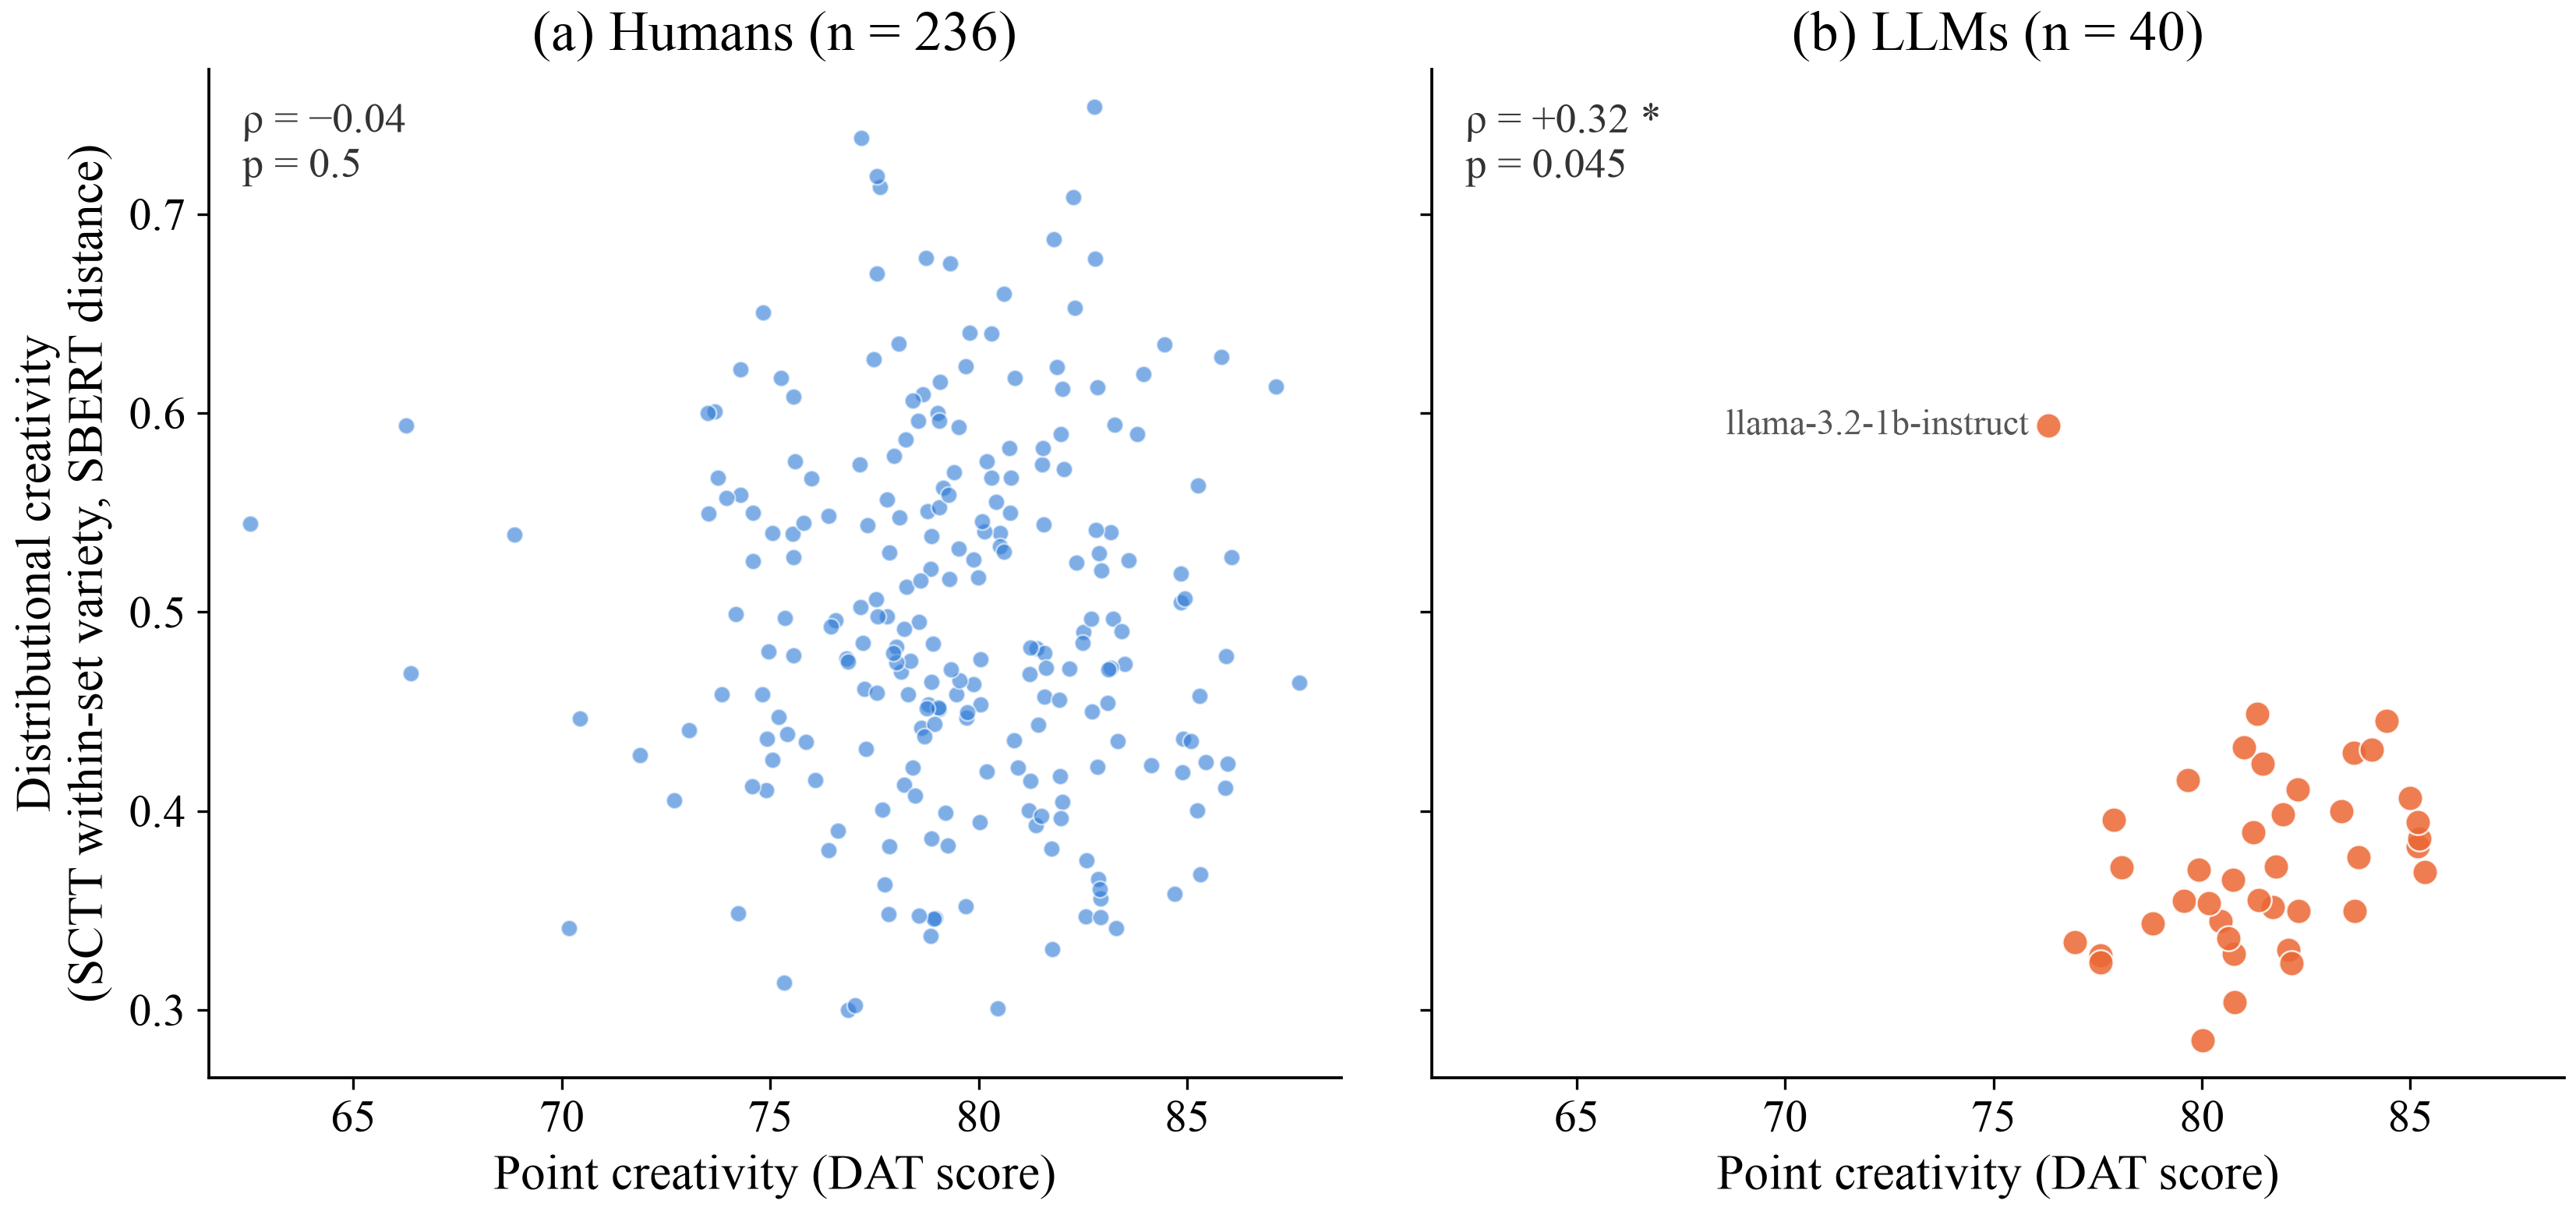 (a) Humans (n = 236)
ρ = −0.04
p = 0.5
Distributional creativity
(SCTT within-set variety, SBERT distance)
0.7
0.6
0.5
0.4
0.3
65 70 75 80 85
Point creativity (DAT score)
(b) LLMs (n = 40)
ρ = +0.32 *
p = 0.045
llama-3.2-1b-instruct
65 70 75 80 85
Point creativity (DAT score)